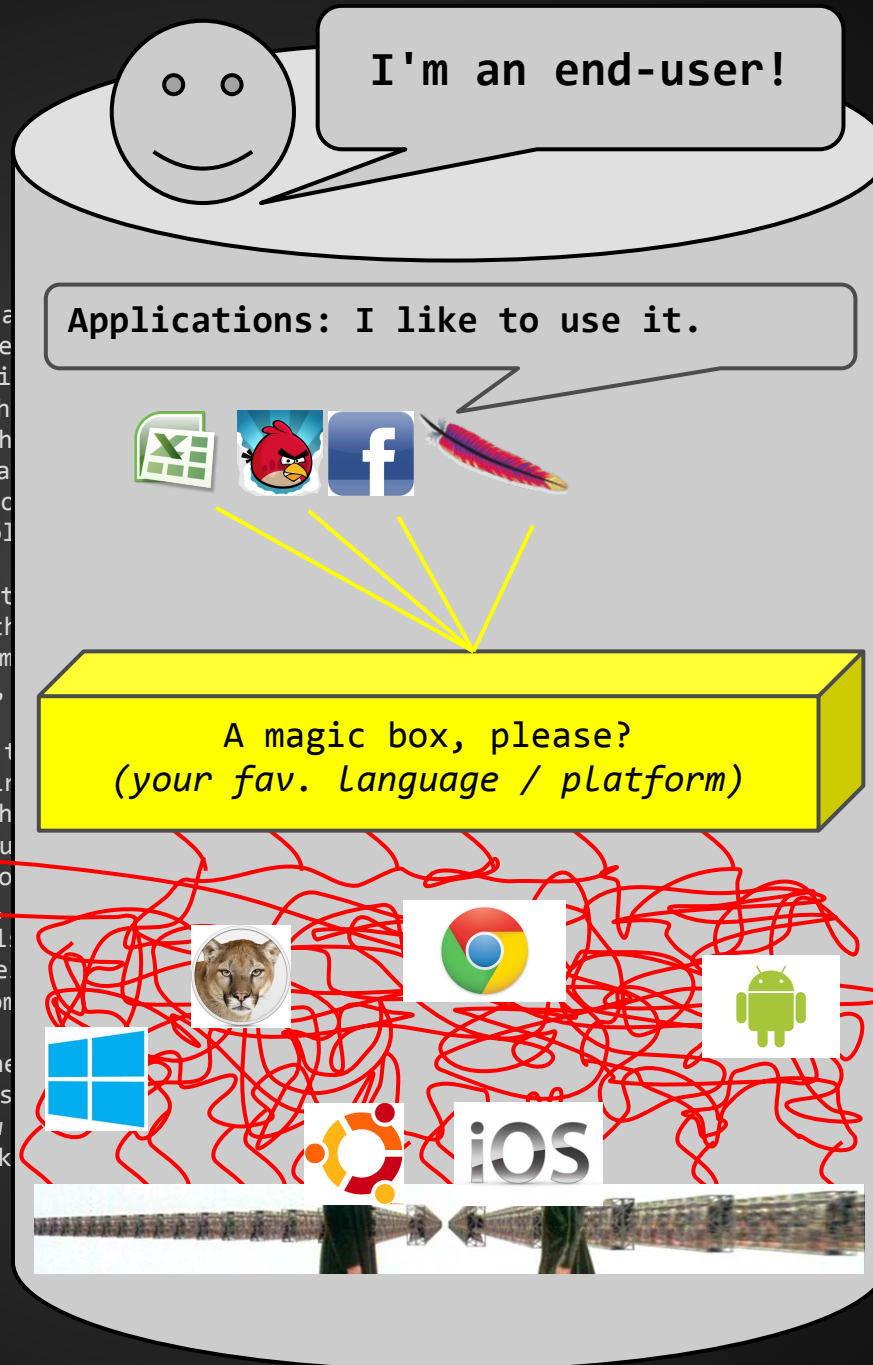 I'm an end-user!
Applications: I like to use it.
A magic box, please?
(your fav. language / platform)
iOS